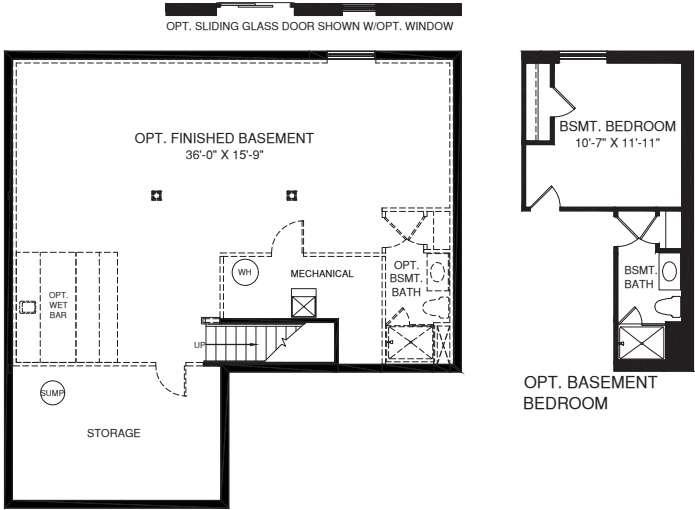 OPT. SLIDING GLASS DOOR SHOWN W/OPT. WINDOW
OPT. FINISHED BASEMENT
36'-0" X 15'-9"
WH
MECHANICAL
OPT.
BSMT.
BATH
OPT.
WET
BAR
UP
SUMP
STORAGE
BSMT. BEDROOM
10'-7" X 11'-11"
BSMT.
BATH
OPT. BASEMENT
BEDROOM